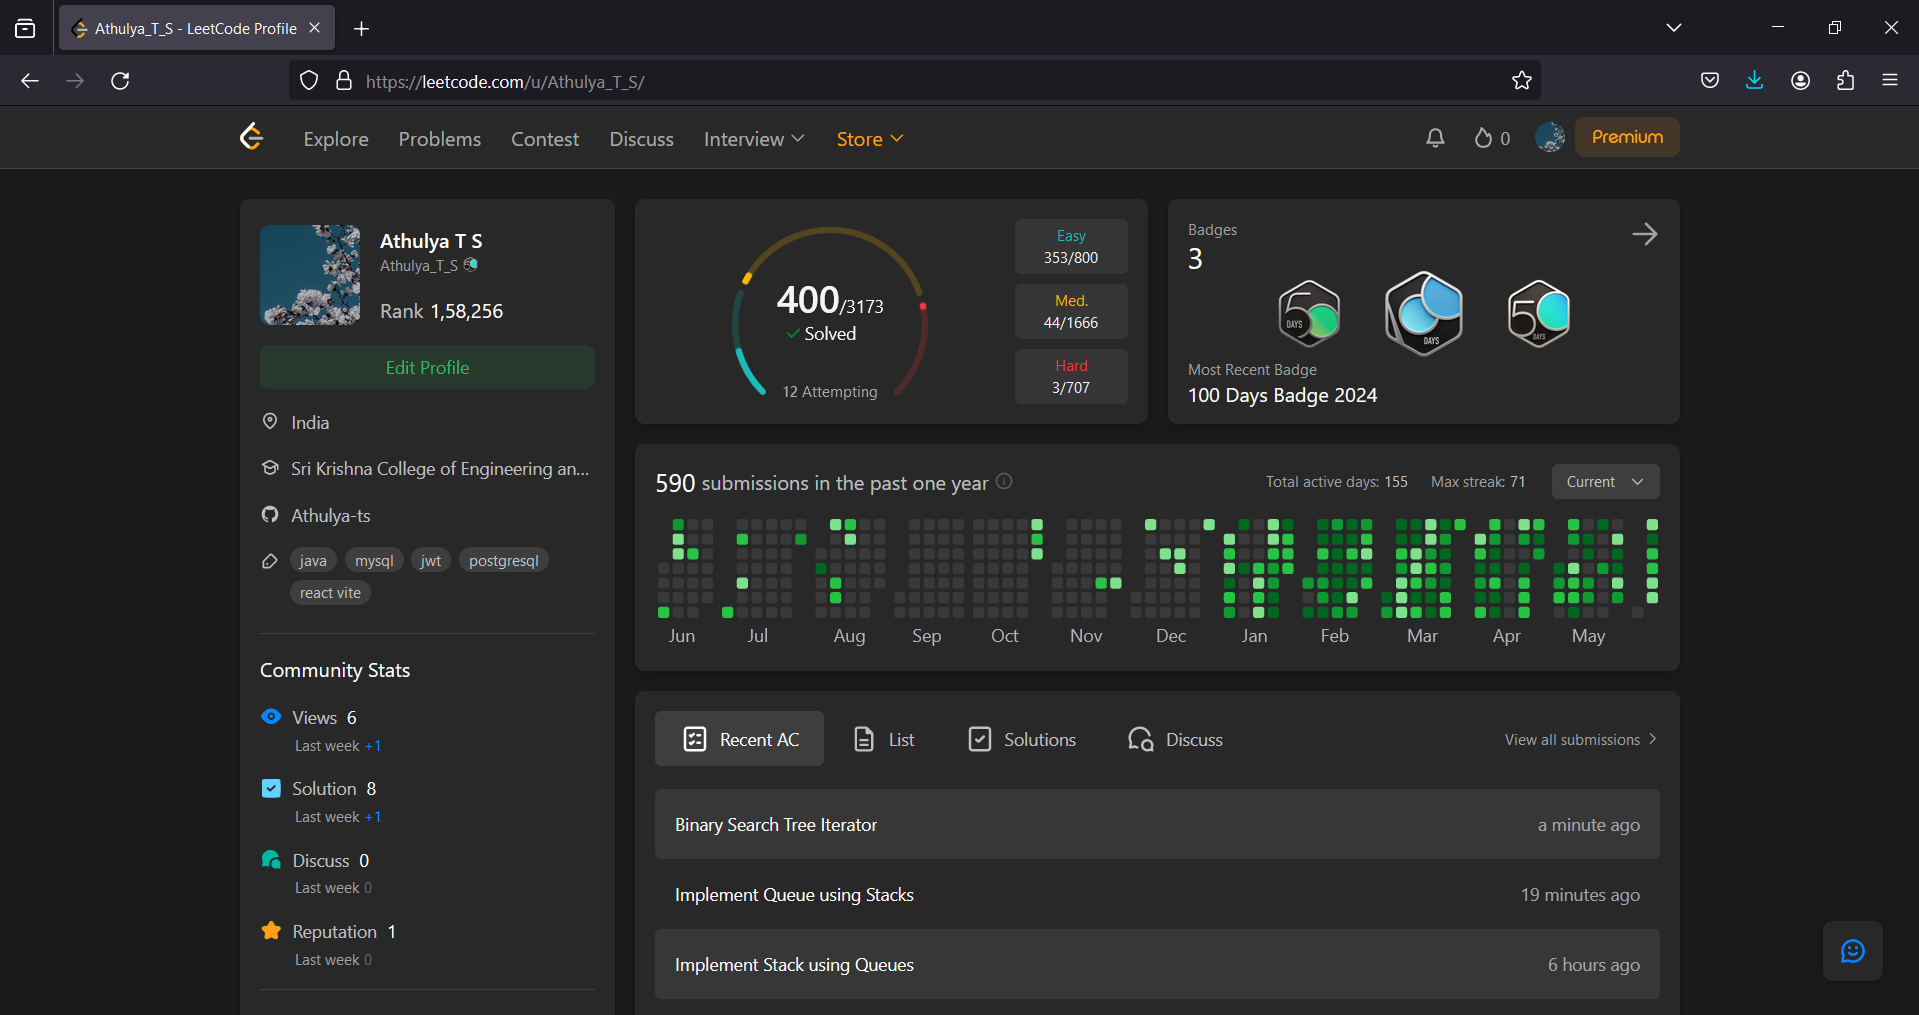 Athulya_T_S - LeetCode Profile
https://leetcode.com/u/Athulya_T_S/
Explore Problems Contest Discuss Interview Store 0 Premium
Athulya T S
Athulya_T_S
Rank 1,58,256
Edit Profile
India
Sri Krishna College of Engineering an...
Athulya-ts
java mysql jwt postgresql
react vite
Community Stats
Views 6
Last week +1
Solution 8
Last week +1
Discuss 0
Last week 0
Reputation 1
Last week 0
400/3173
Solved
12 Attempting
Easy
353/800
Med.
44/1666
Hard
3/707
Badges
3
50 DAYS
DAYS
50 DAYS
Most Recent Badge
100 Days Badge 2024
590 submissions in the past one year
Total active days: 155 Max streak: 71 Current
Jun Jul Aug Sep Oct Nov Dec Jan Feb Mar Apr May
Recent AC List Solutions Discuss View all submissions
Binary Search Tree Iterator a minute ago
Implement Queue using Stacks 19 minutes ago
Implement Stack using Queues 6 hours ago